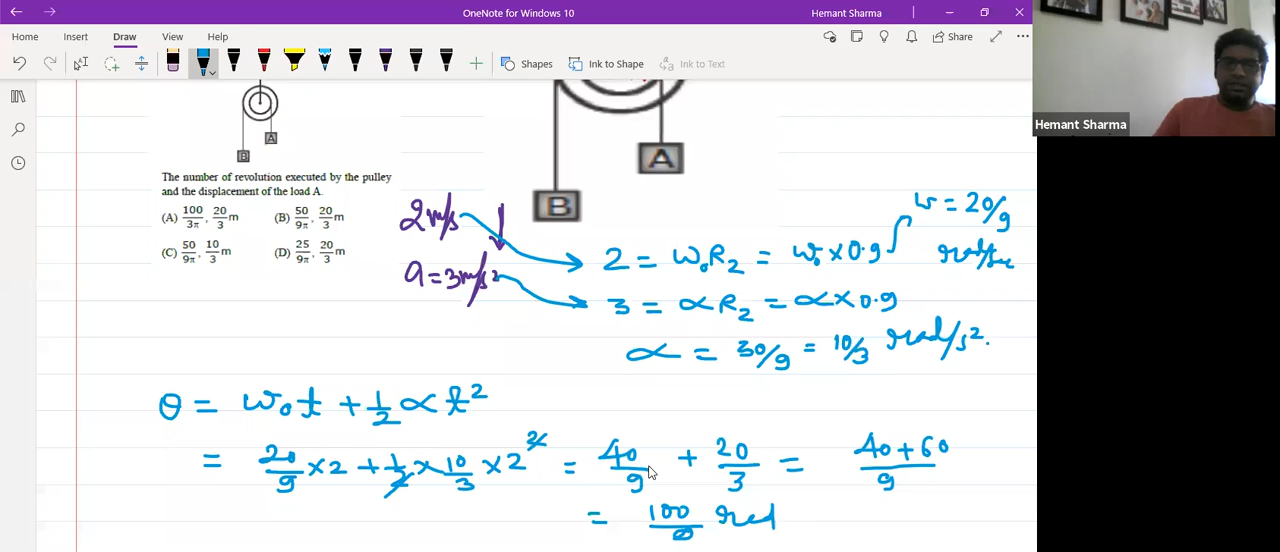 OneNote for Windows 10
Hemant Sharma
Home Insert Draw View Help
Share
Shapes Ink to Shape Ink to Text
Hemant Sharma
A
B
A
B
The number of revolution executed by the pulley
and the displacement of the load A.
(A) 100/3π, 20/3 m (B) 50/9π, 20/3 m
(C) 50/9π, 10/3 m (D) 25/9π, 20/3 m
2 m/s
a = 3 m/s²
ω = 20/9
rad/sec
2 = ω₀R₂ = ω₀ × 0.9
3 = αR₂ = α × 0.9
α = 30/9 = 10/3 rad/s².
θ = ω₀t + 1/2 αt²
= 20/9 × 2 + 1/2 × 10/3 × 2² = 40/9 + 20/3 = 40+60/9
= 100/9 rad